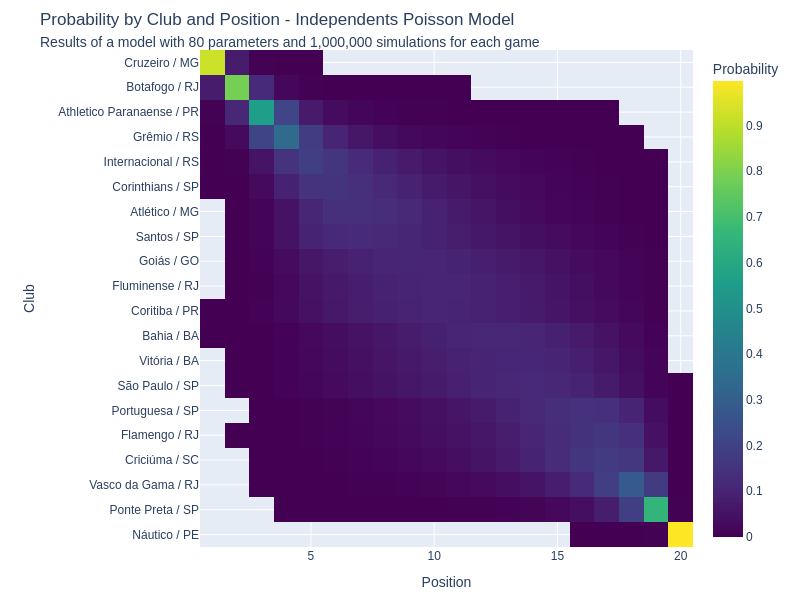 Probability by Club and Position - Independents Poisson Model
Results of a model with 80 parameters and 1,000,000 simulations for each game
Probability
Cruzeiro / MG
Botafogo / RJ
Athletico Paranaense / PR
Grêmio / RS
Internacional / RS
Corinthians / SP
Atlético / MG
Santos / SP
Goiás / GO
Fluminense / RJ
Coritiba / PR
Bahia / BA
Vitória / BA
São Paulo / SP
Portuguesa / SP
Flamengo / RJ
Criciúma / SC
Vasco da Gama / RJ
Ponte Preta / SP
Náutico / PE
Club
5
10
15
20
Position
0.9
0.8
0.7
0.6
0.5
0.4
0.3
0.2
0.1
0